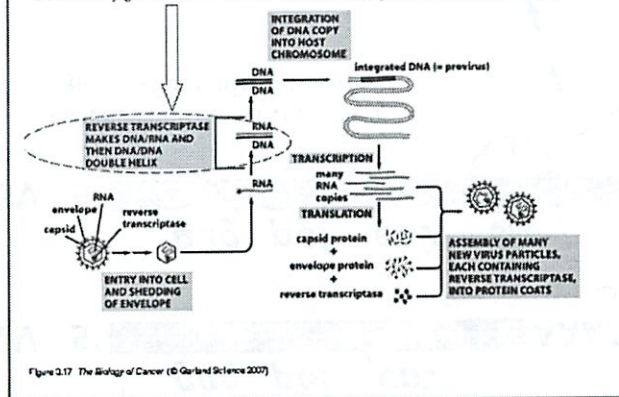 INTEGRATION
OF DNA COPY
INTO HOST
CHROMOSOME
DNA
DNA
integrated DNA (= provirus)
REVERSE TRANSCRIPTASE
MAKES DNA/RNA AND
THEN DNA/DNA
DOUBLE HELIX
RNA
DNA
RNA
TRANSCRIPTION
many
RNA
copies
TRANSLATION
RNA
envelope
capsid
reverse
transcriptase
ENTRY INTO CELL
AND SHEDDING
OF ENVELOPE
capsid protein
+
envelope protein
+
reverse transcriptase
ASSEMBLY OF MANY
NEW VIRUS PARTICLES,
EACH CONTAINING
REVERSE TRANSCRIPTASE,
INTO PROTEIN COATS
Figure 3.17 The Biology of Cancer (© Garland Science 2007)